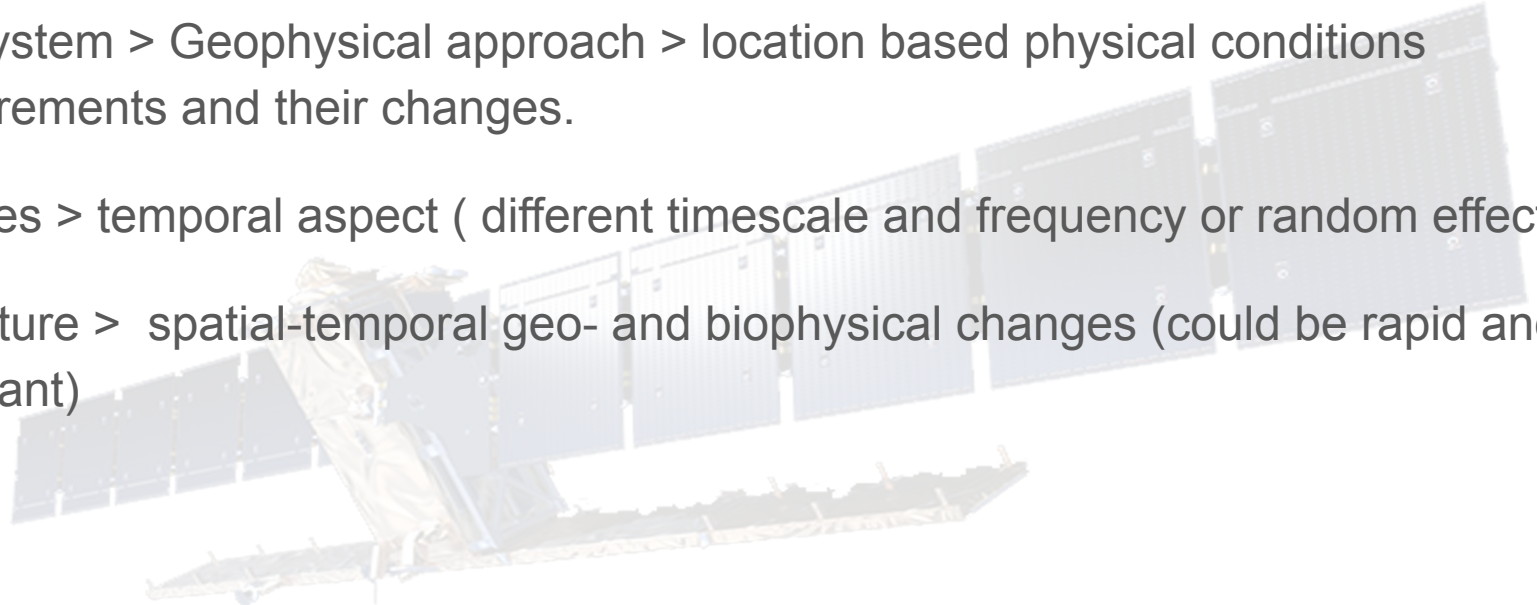 ystem > Geophysical approach > location based physical conditions
rements and their changes.
es > temporal aspect ( different timescale and frequency or random effect
ture >  spatial-temporal geo- and biophysical changes (could be rapid and
ant)